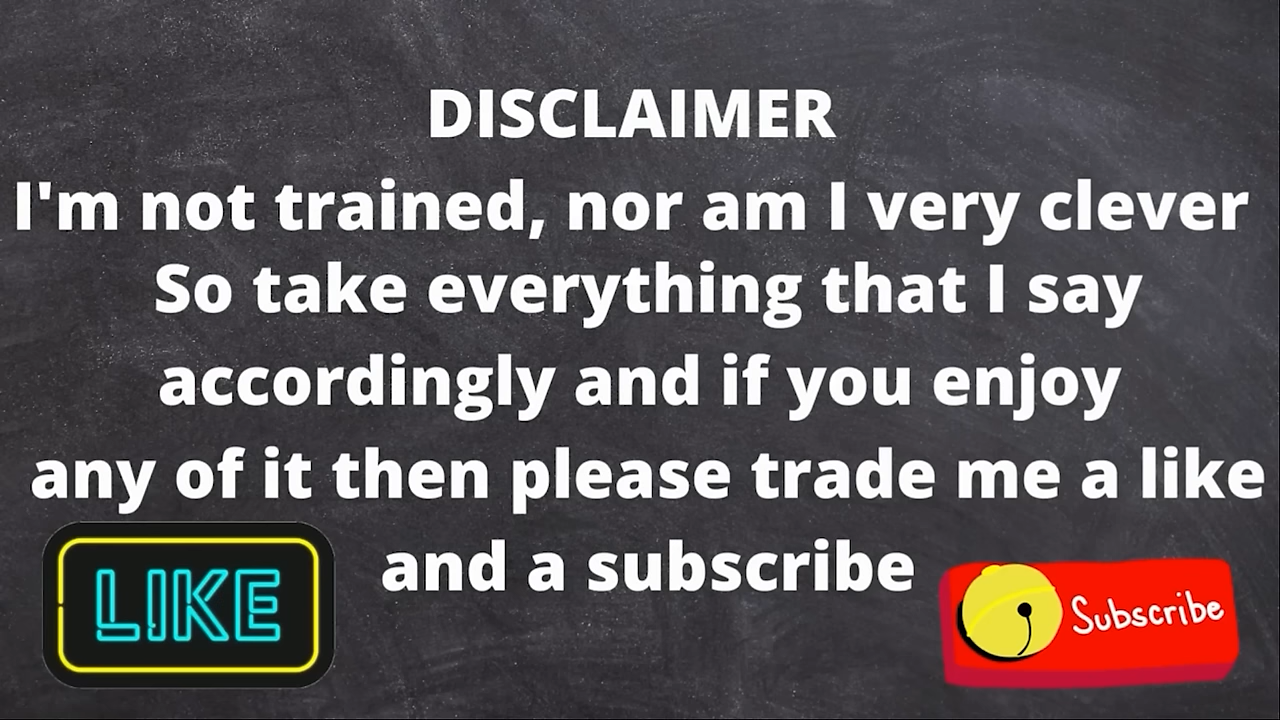 DISCLAIMER
I'm not trained, nor am I very clever
So take everything that I say
accordingly and if you enjoy
any of it then please trade me a like
and a subscribe
LIKE
Subscribe